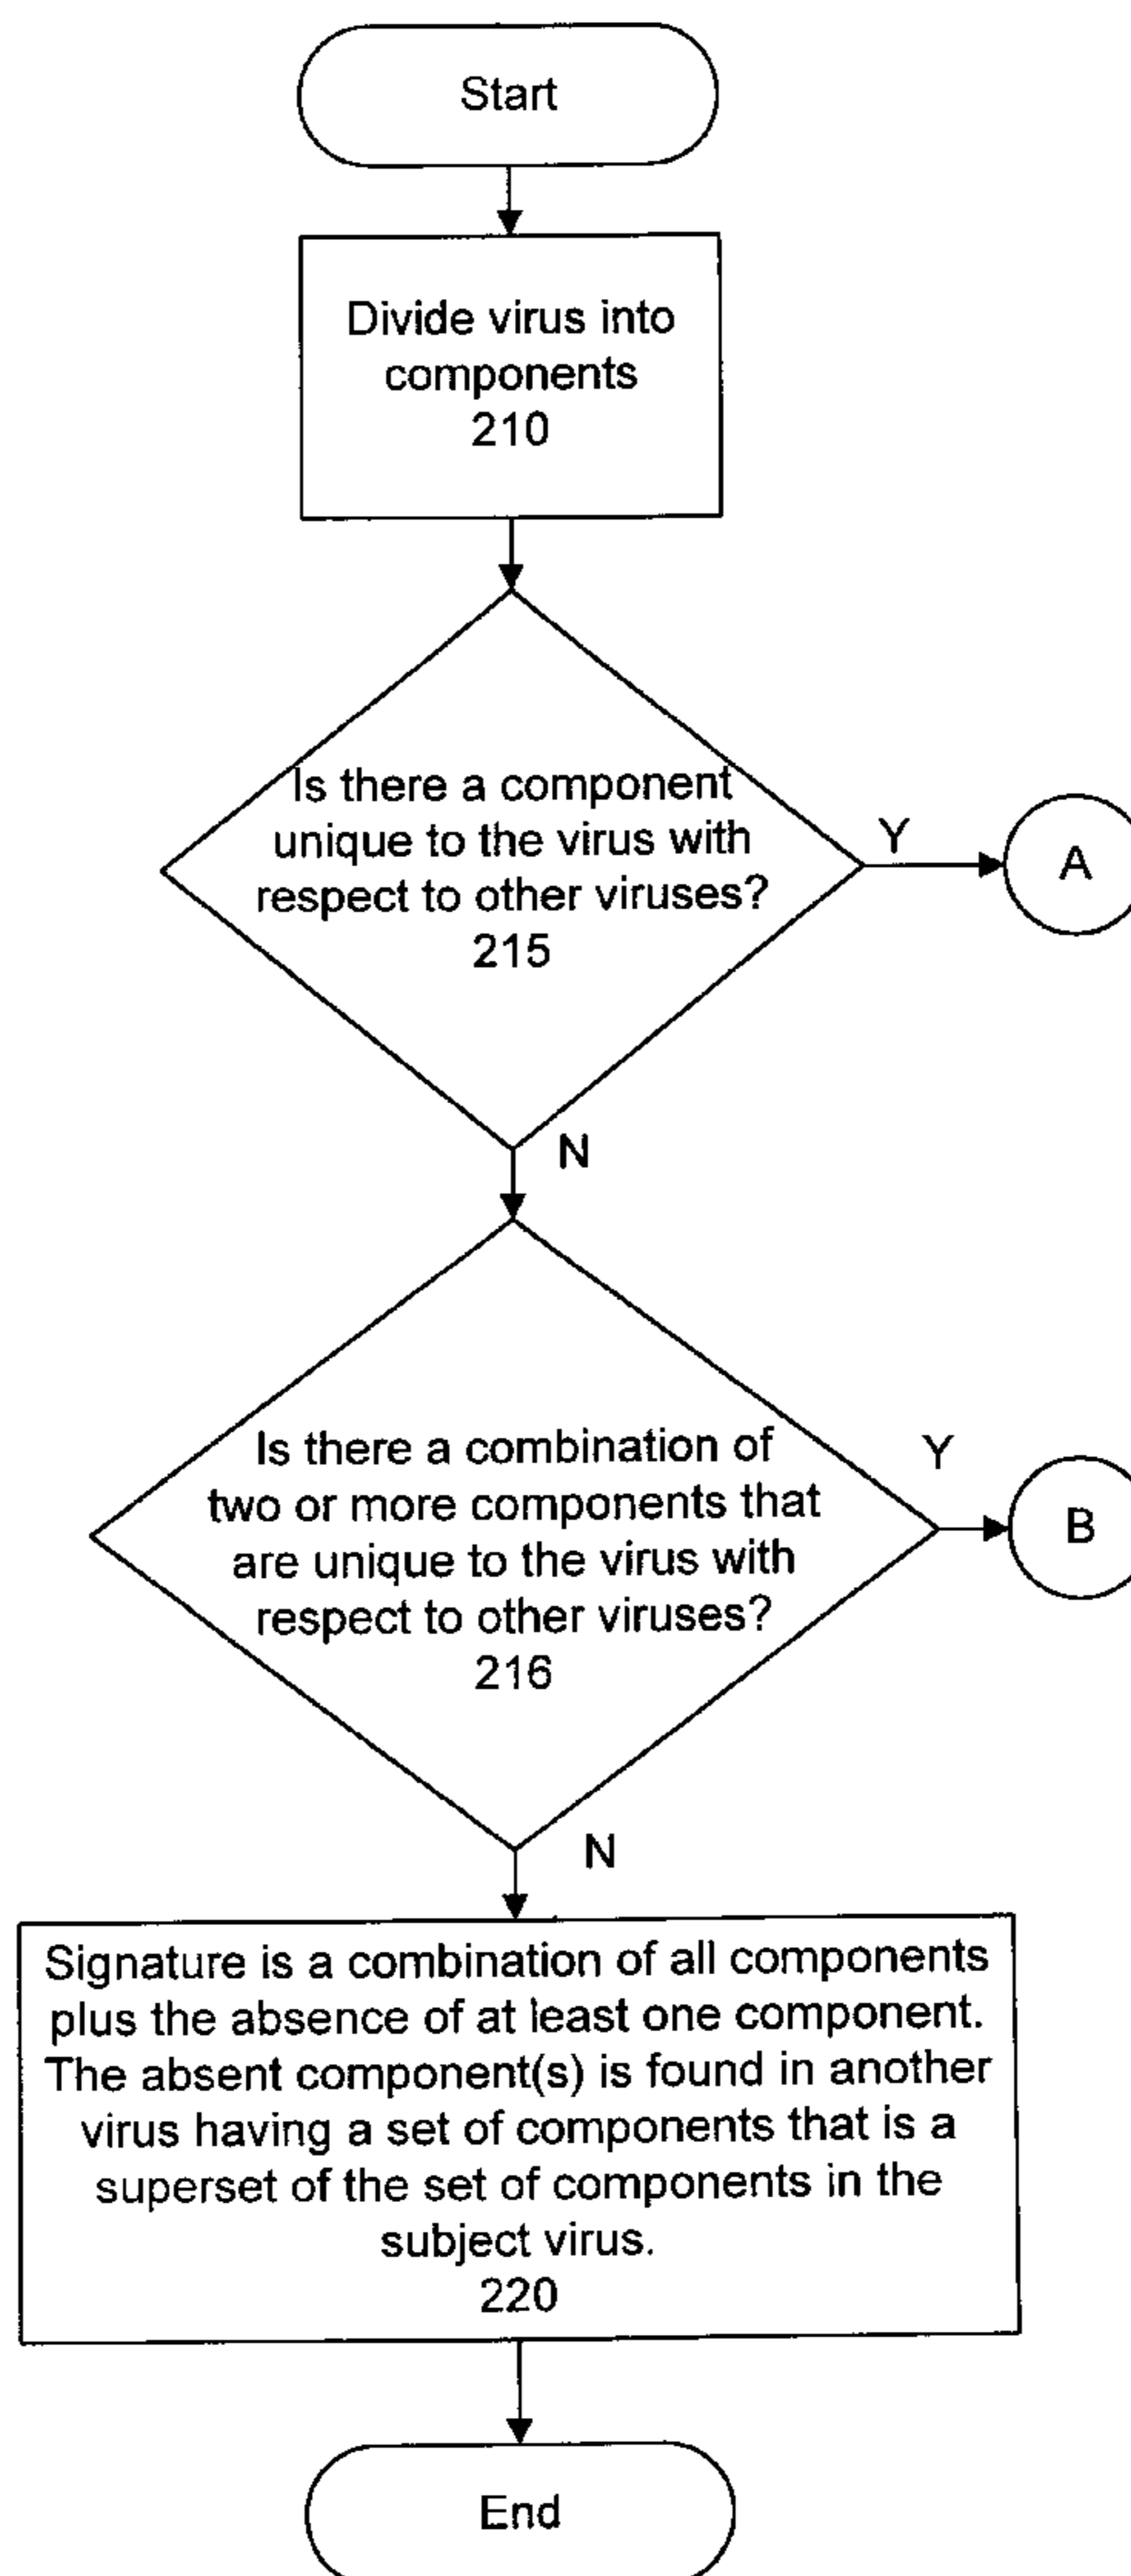 Start
Divide virus into
components
210
Is there a component
unique to the virus with
respect to other viruses?
215
Y
A
N
Is there a combination of
two or more components that
are unique to the virus with
respect to other viruses?
216
Y
B
N
Signature is a combination of all components
plus the absence of at least one component.
The absent component(s) is found in another
virus having a set of components that is a
superset of the set of components in the
subject virus.
220
End